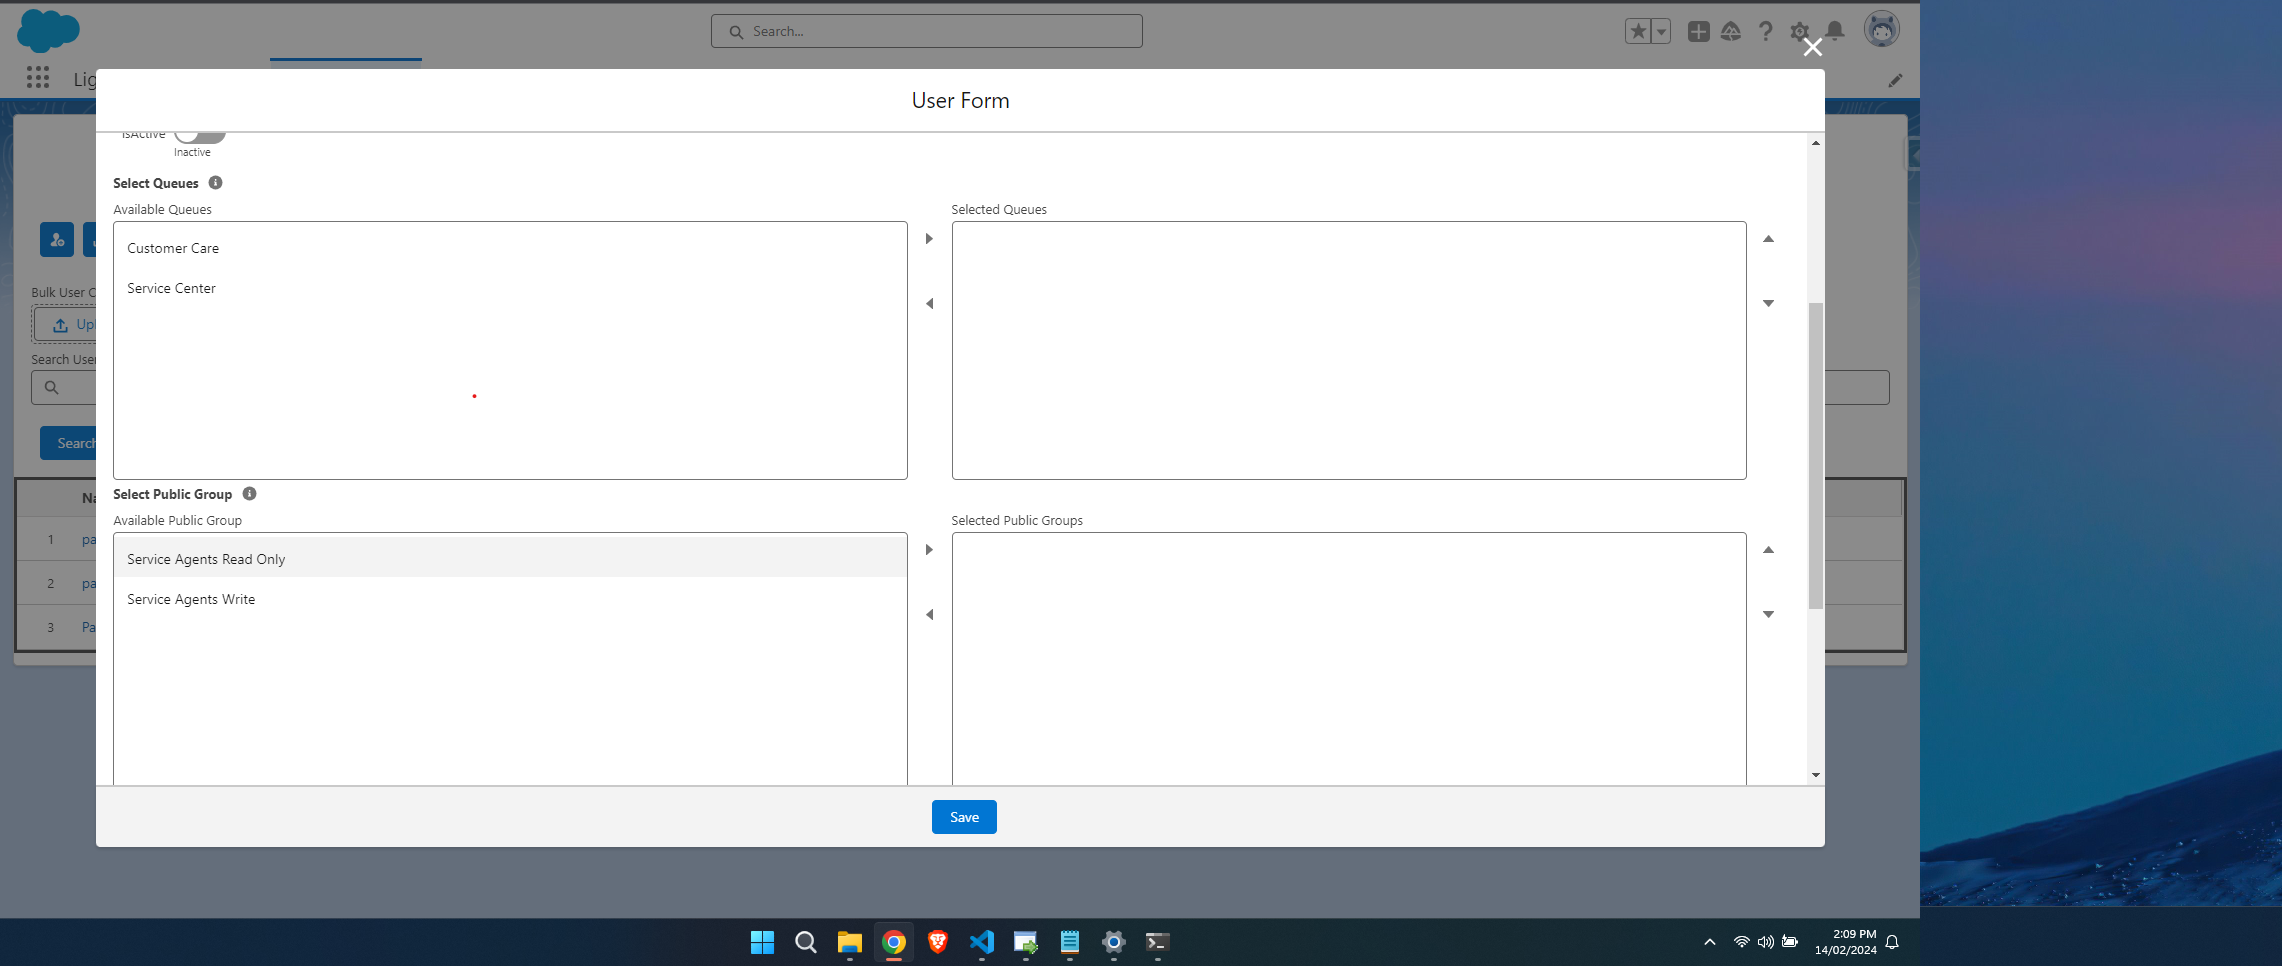 Search...
Lig
User Form
IsActive
Inactive
Select Queues
Available Queues
Selected Queues
Customer Care
Service Center
Bulk User C
Upl
Search User
Search
Select Public Group
Available Public Group
Selected Public Groups
Na
Service Agents Read Only
Service Agents Write
1 pa
2 pa
3 Pa
Save
2:09 PM
14/02/2024